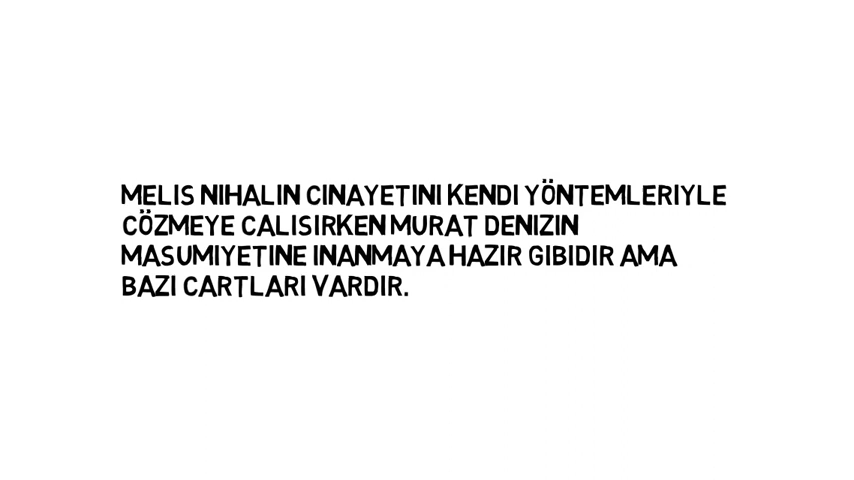 MELIS NIHALIN CINAYETINI KENDI YÖNTEMLERIYLE
CÖZMEYE CALISIRKEN MURAT DENIZIN
MASUMIYETINE INANMAYA HAZIR GIBIDIR AMA
BAZI CARTLARI VARDIR.